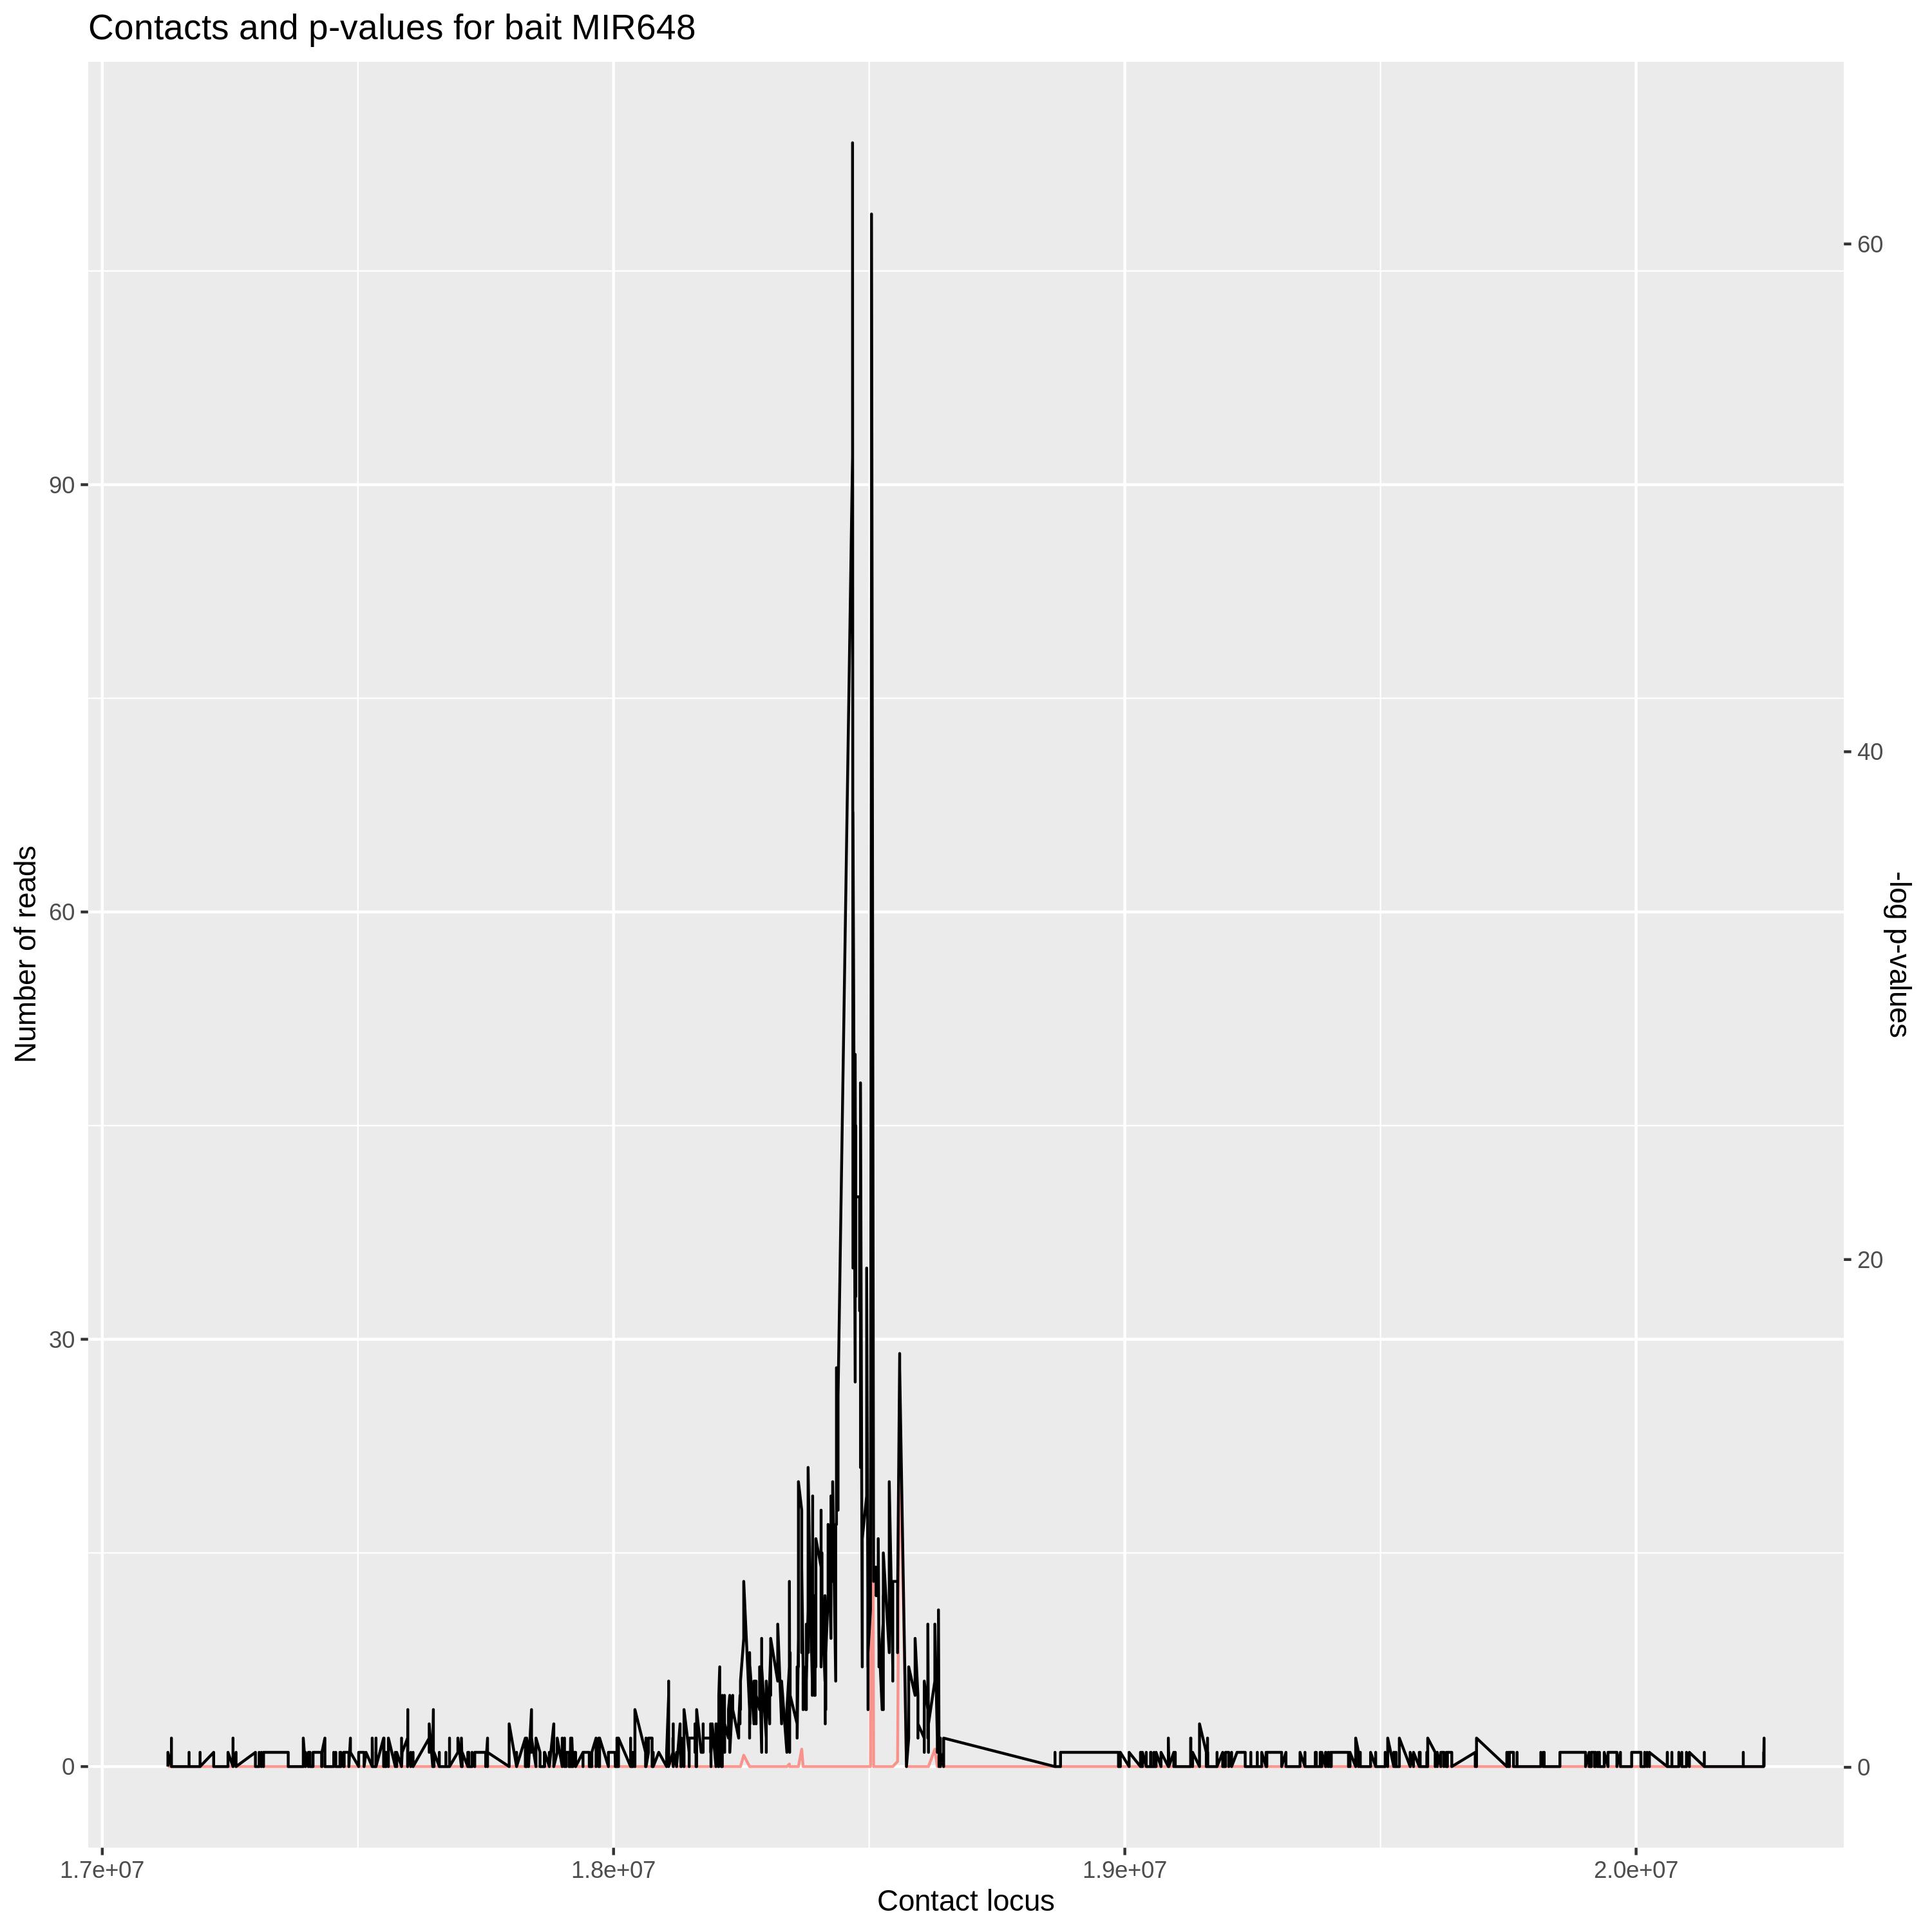 Contacts and p-values for bait MIR648
90
60
30
0
Number of reads
60
40
20
0
-log p-values
1.7e+07 1.8e+07 1.9e+07 2.0e+07
Contact locus